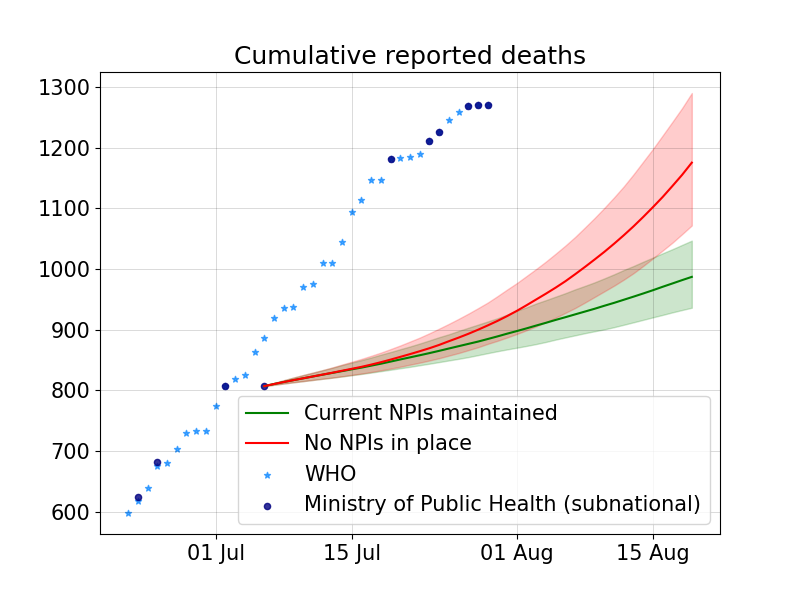 Cumulative reported deaths
1300
1200
1100
1000
900
800
700
600
Current NPIs maintained
No NPIs in place
WHO
Ministry of Public Health (subnational)
01 Jul
15 Jul
01 Aug
15 Aug